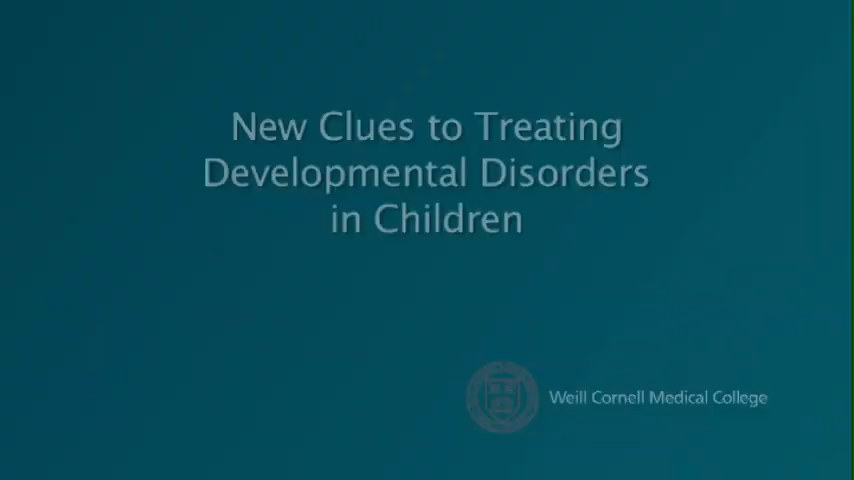 New Clues to Treating
Developmental Disorders
in Children
Weill Cornell Medical College